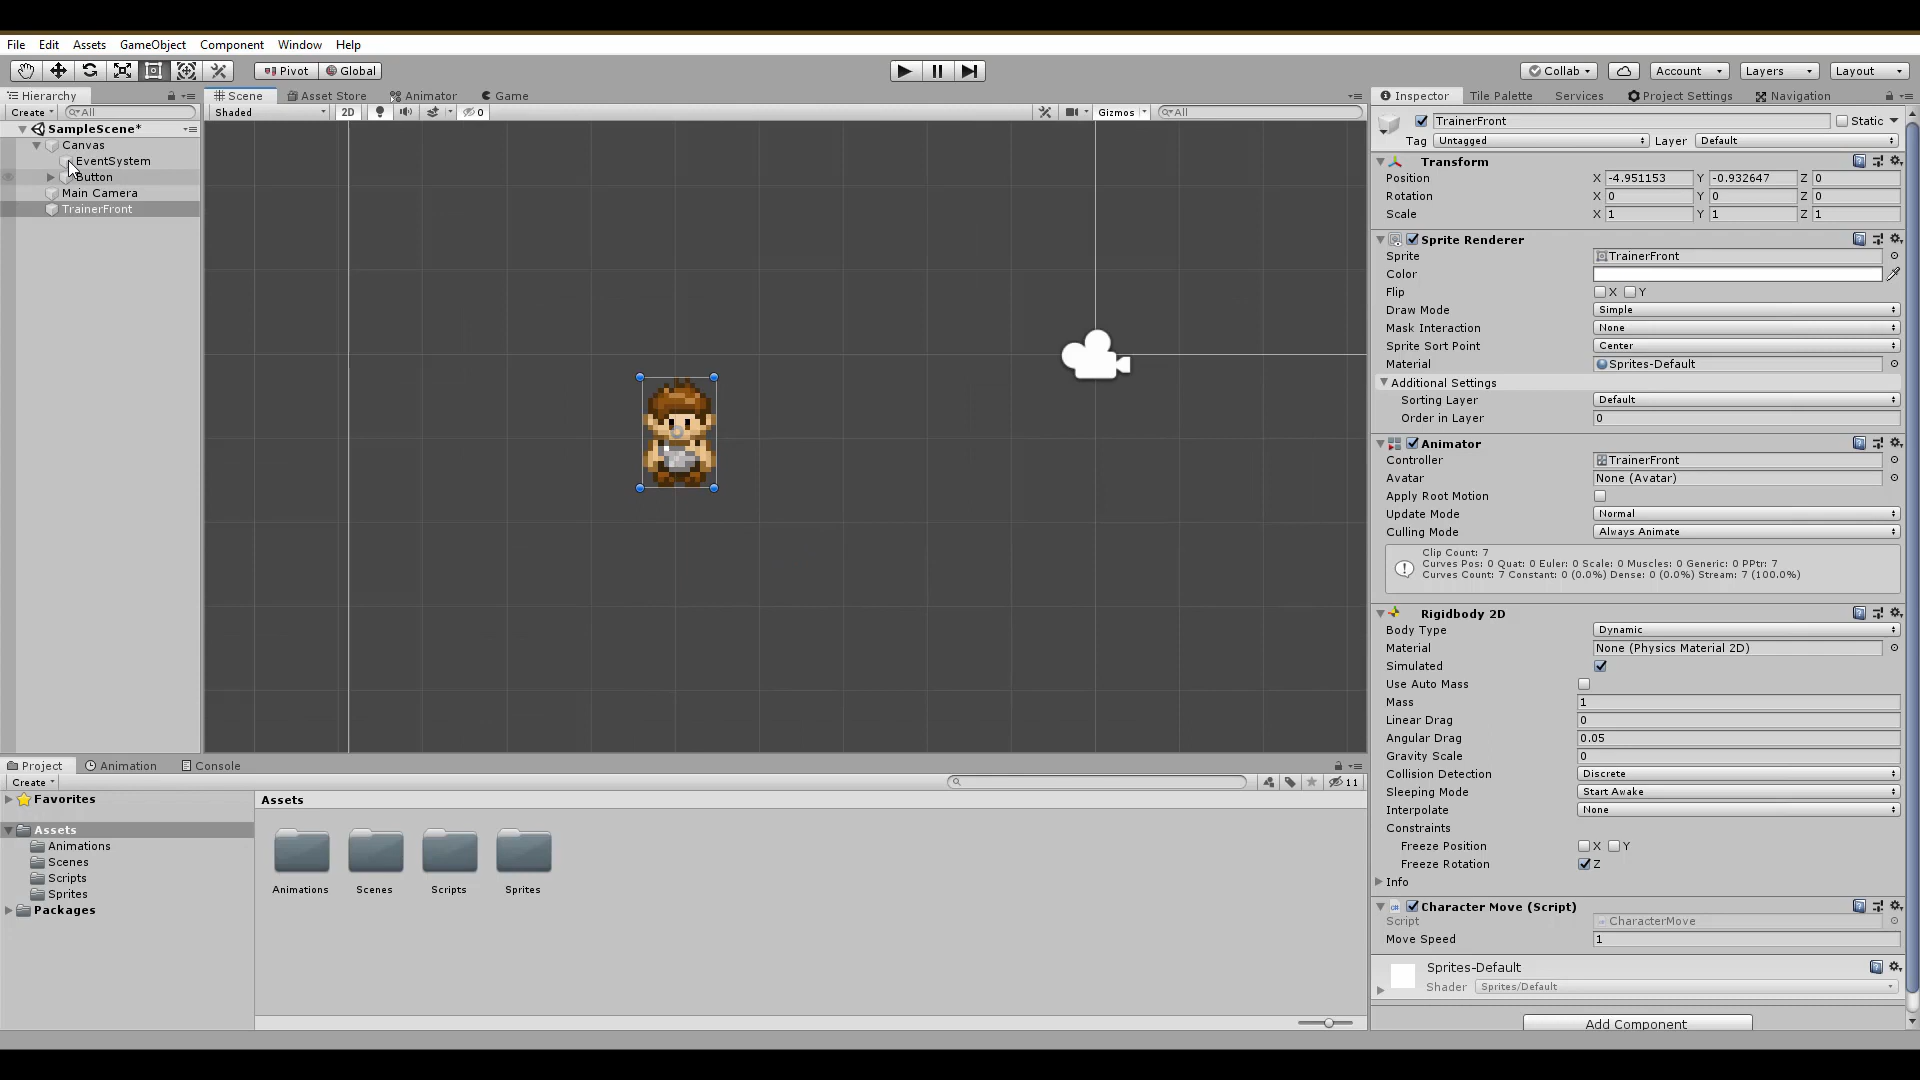 File Edit Assets GameObject Component Window Help
Pivot Global Collab Account Layers Layout
Hierarchy
Create All
SampleScene*
Canvas
EventSystem
Button
Main Camera
TrainerFront
Scene Asset Store Animator Game
Shaded 2D 0 Gizmos All
Inspector Tile Palette Services Project Settings Navigation
TrainerFront Static
Tag Untagged Layer Default
Transform
Position X -4.951153 Y -0.932647 Z 0
Rotation X 0 Y 0 Z 0
Scale X 1 Y 1 Z 1
Sprite Renderer
Sprite TrainerFront
Color
Flip X Y
Draw Mode Simple
Mask Interaction None
Sprite Sort Point Center
Material Sprites-Default
Additional Settings
Sorting Layer Default
Order in Layer 0
Animator
Controller TrainerFront
Avatar None (Avatar)
Apply Root Motion
Update Mode Normal
Culling Mode Always Animate
Clip Count: 7
Curves Pos: 0 Quat: 0 Euler: 0 Scale: 0 Muscles: 0 Generic: 0 PPtr: 7
Curves Count: 7 Constant: 0 (0.0%) Dense: 0 (0.0%) Stream: 7 (100.0%)
Rigidbody 2D
Body Type Dynamic
Material None (Physics Material 2D)
Simulated
Use Auto Mass
Mass 1
Linear Drag 0
Angular Drag 0.05
Gravity Scale 0
Collision Detection Discrete
Sleeping Mode Start Awake
Interpolate None
Constraints
Freeze Position X Y
Freeze Rotation Z
Info
Character Move (Script)
Script CharacterMove
Move Speed 1
Sprites-Default
Shader Sprites/Default
Add Component
Project Animation Console
Create 11
Favorites
Assets
Animations
Scenes
Scripts
Sprites
Packages
Assets
Animations Scenes Scripts Sprites